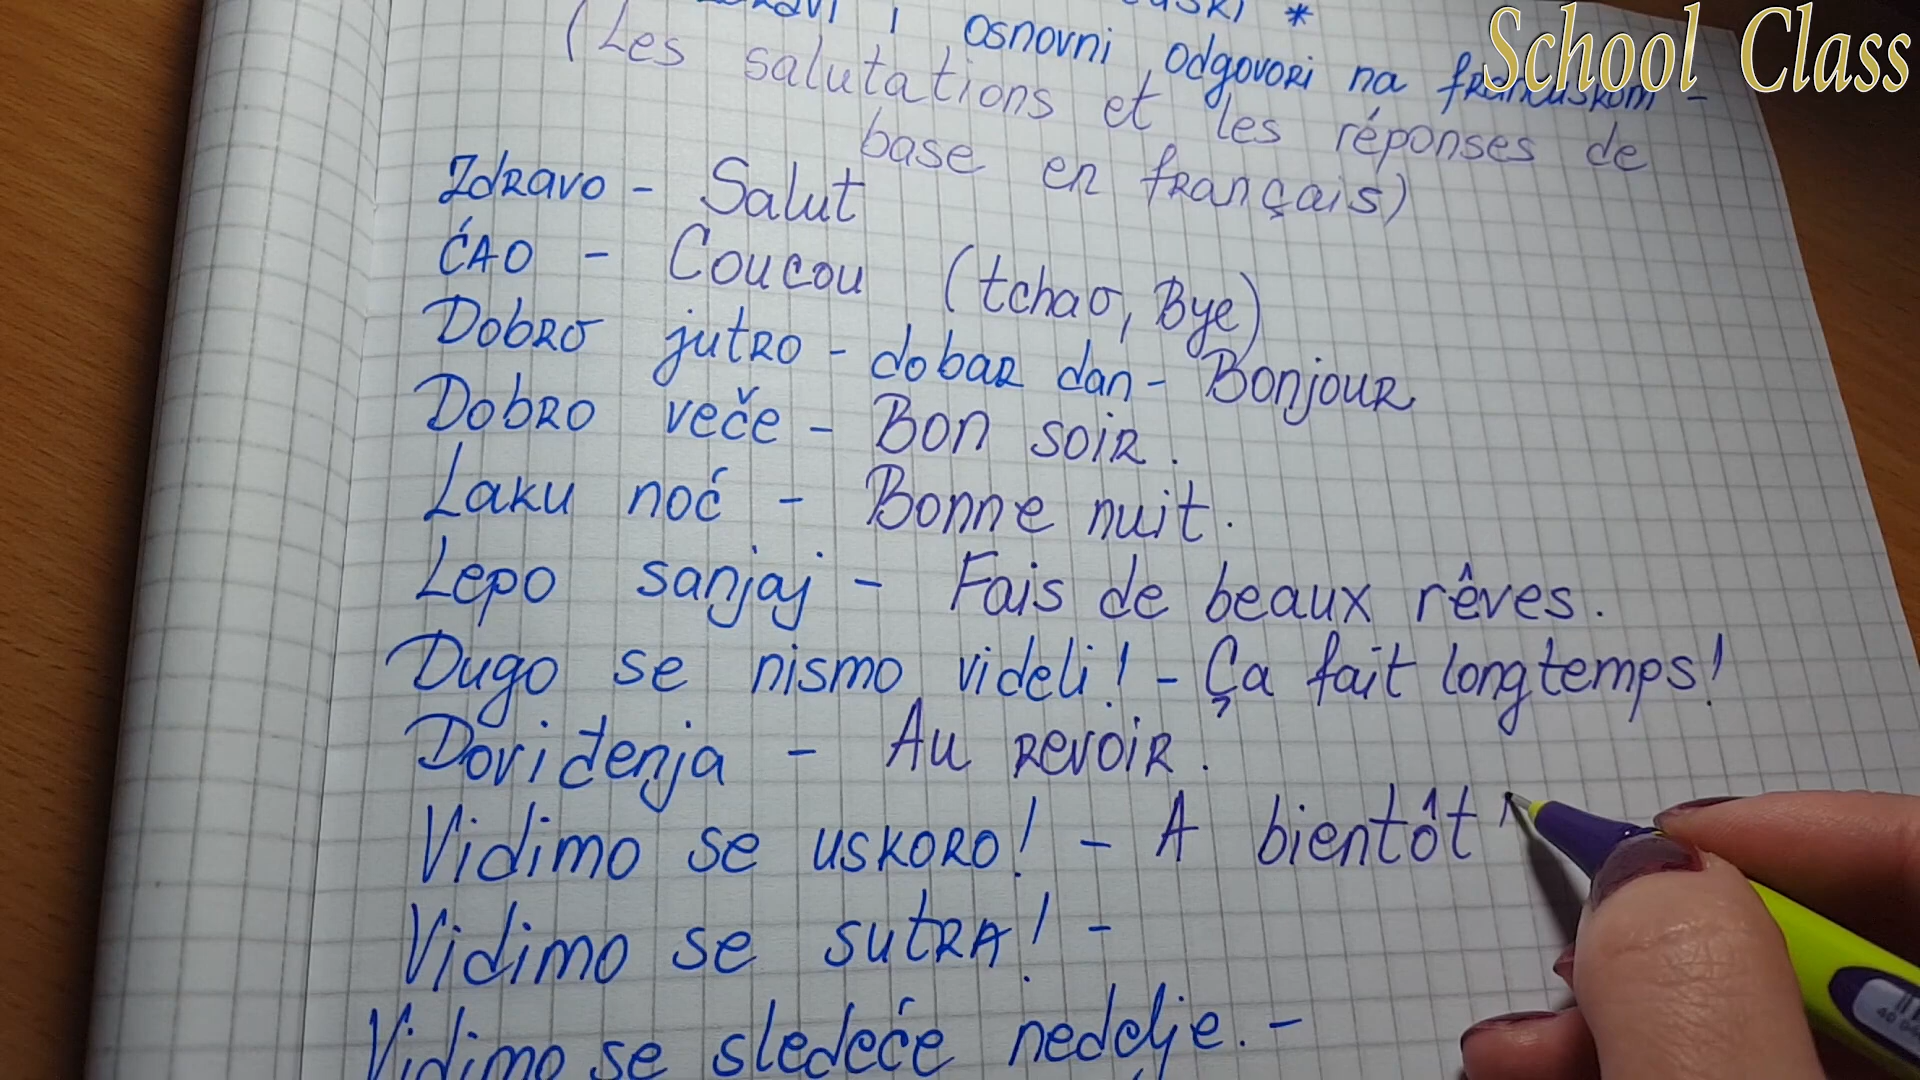 School Class
i osnovni odgovori na francuskom -
(Les salutations et les réponses de
base en français)
Zdravo - Salut
ĆAO - Coucou (tchao, Bye)
Dobro jutro - dobar dan - Bonjour
Dobro veče - Bon soir.
Laku noć - Bonne nuit.
Lepo sanjaj - Fais de beaux rêves.
Dugo se nismo videli! - Ça fait longtemps!
Doviđenja - Au revoir.
Vidimo se uskoro! - A bientôt
Vidimo se sutra! -
Vidimo se sledeće nedelje. -